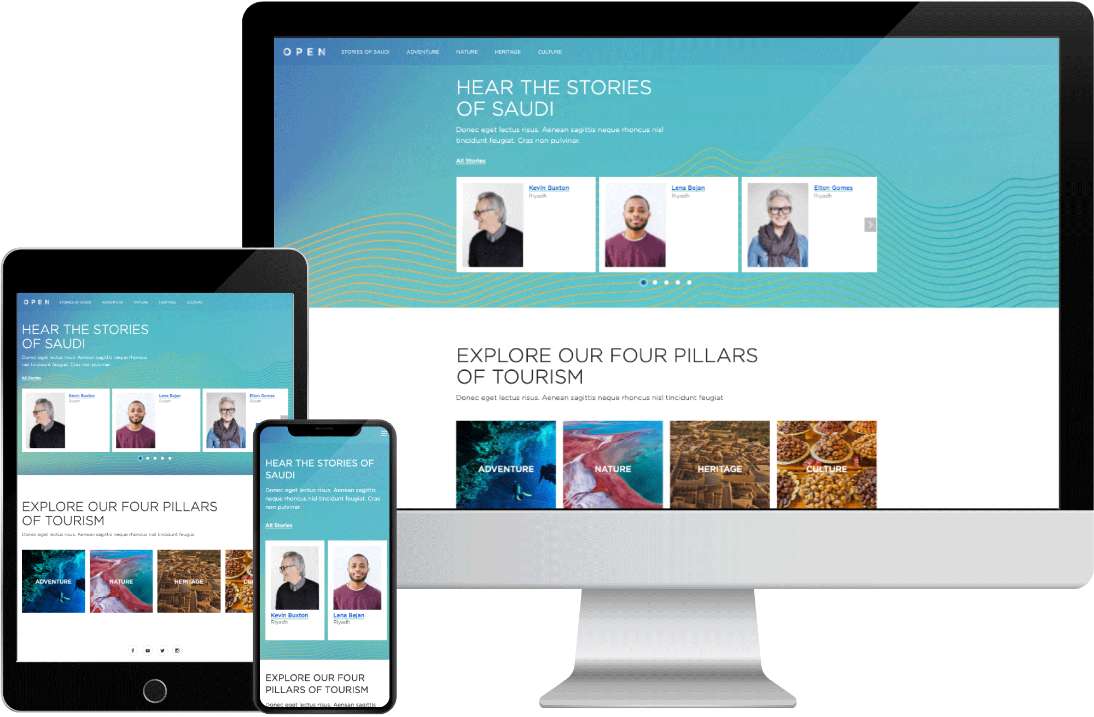 OPEN
STORIES OF SAUDI ADVENTURE NATURE HERITAGE CULTURE
HEAR THE STORIES
OF SAUDI
Donec eget lectus risus. Aenean sagittis neque rhoncus nisl
tincidunt feugiat. Cras non pulvinar.
All Stories
Kevin Buxton
Riyadh
Lena Bejan
Riyadh
Elton Gomes
Riyadh
EXPLORE OUR FOUR PILLARS
OF TOURISM
Donec eget lectus risus. Aenean sagittis neque rhoncus nisl tincidunt feugiat
ADVENTURE
NATURE
HERITAGE
CULTURE
OPEN
STORIES OF SAUDI ADVENTURE NATURE HERITAGE CULTURE
HEAR THE STORIES
OF SAUDI
Donec eget lectus risus. Aenean sagittis neque rhoncus
nisl tincidunt feugiat. Cras non pulvinar.
All Stories
Kevin Buxton
Riyadh
Lena Bejan
Riyadh
Elton Gomes
Riyadh
EXPLORE OUR FOUR PILLARS
OF TOURISM
Donec eget lectus risus. Aenean sagittis neque rhoncus nisl tincidunt feugiat
ADVENTURE
NATURE
HERITAGE
CU
HEAR THE STORIES OF
SAUDI
Donec eget lectus risus. Aenean sagittis
neque rhoncus nisl tincidunt feugiat. Cras
non pulvinar.
All Stories
Kevin Buxton
Riyadh
Lena Bejan
Riyadh
EXPLORE OUR FOUR
PILLARS OF TOURISM
Donec eget lectus risus. Aenean sagittis